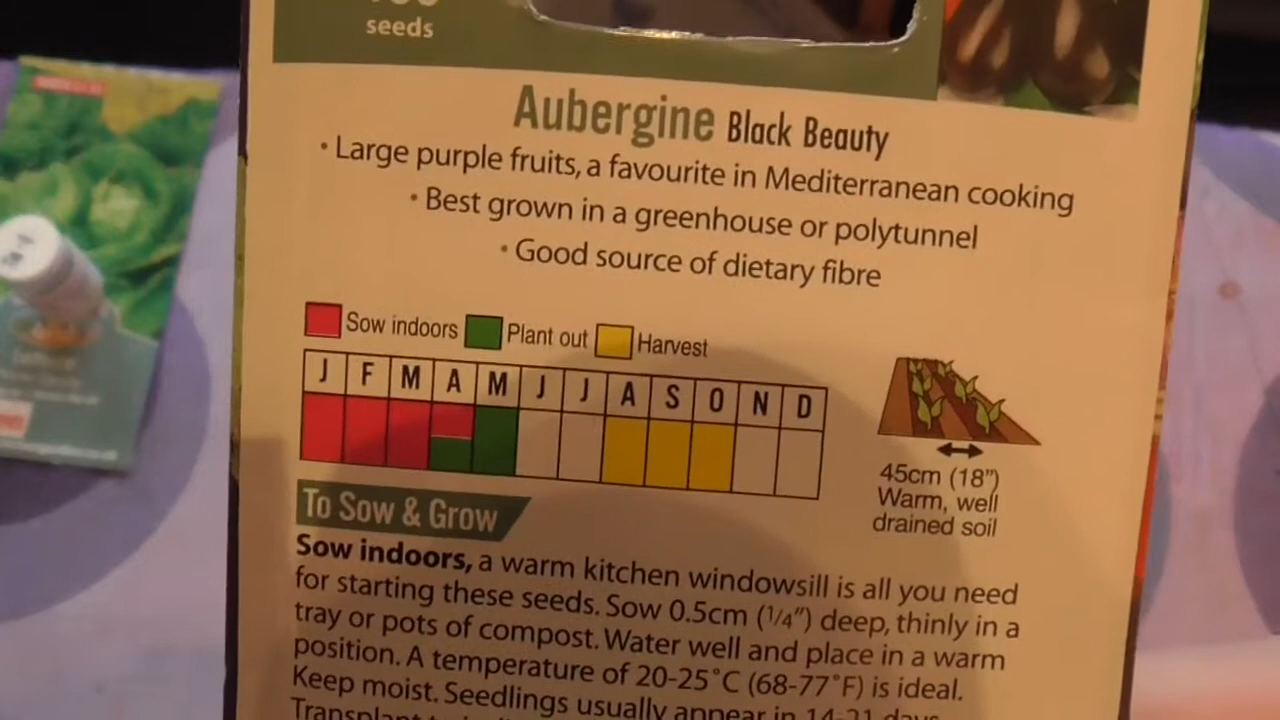 seeds
Aubergine Black Beauty
• Large purple fruits, a favourite in Mediterranean cooking
• Best grown in a greenhouse or polytunnel
• Good source of dietary fibre
Sow indoors Plant out Harvest
J F M A M J J A S O N D
45cm (18")
Warm, well
drained soil
To Sow & Grow
Sow indoors, a warm kitchen windowsill is all you need
for starting these seeds. Sow 0.5cm (1/4") deep, thinly in a
tray or pots of compost. Water well and place in a warm
position. A temperature of 20-25˚C (68-77˚F) is ideal.
Keep moist. Seedlings usually appear in 14-21 days.